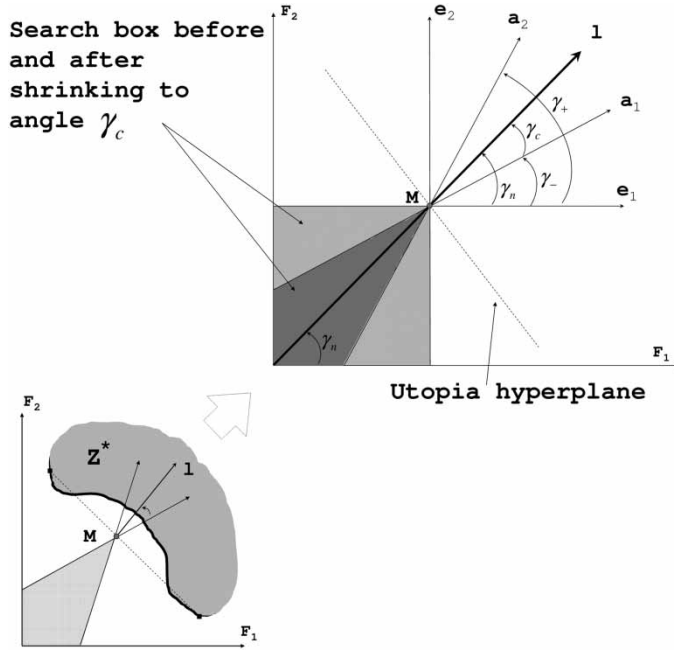 Search box before
and after
shrinking to
angle γc
F2
e2
a2
l
a1
γ+
γc
γn
γ−
M
e1
γn
F1
Utopia hyperplane
F2
Z*
l
M
F1